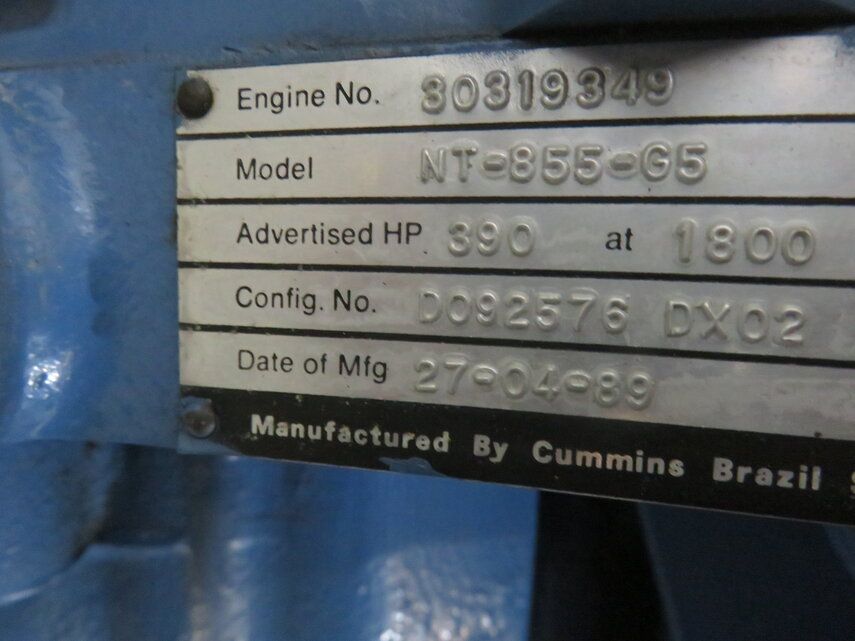 Engine No. 30319349
Model NT-855-G5
Advertised HP 390 at 1800
Config. No. D092576 DX02
Date of Mfg 27-04-89
Manufactured By Cummins Brazil